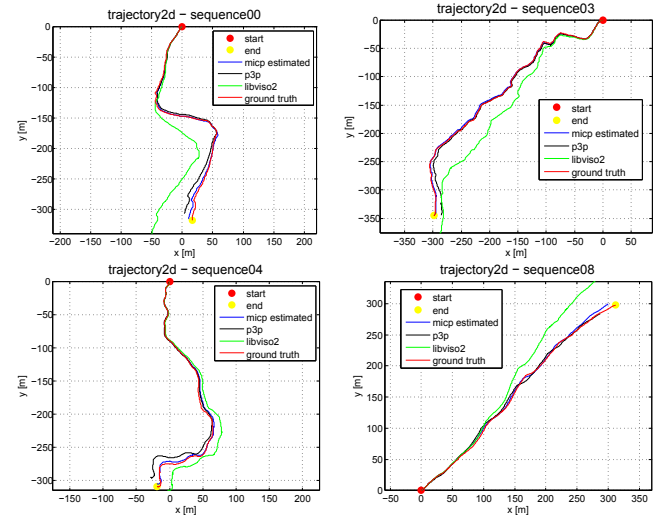 trajectory2d − sequence00
0
−50
−100
−150
−200
−250
−300
y [m]
−200 −150 −100 −50 0 50 100 150 200
x [m]
start
end
micp estimated
p3p
libviso2
ground truth
trajectory2d − sequence03
0
−50
−100
−150
−200
−250
−300
−350
y [m]
−350 −300 −250 −200 −150 −100 −50 0 50
x [m]
start
end
micp estimated
p3p
libviso2
ground truth
trajectory2d − sequence04
0
−50
−100
−150
−200
−250
−300
y [m]
−150 −100 −50 0 50 100 150 200
x [m]
start
end
micp estimated
p3p
libviso2
ground truth
trajectory2d − sequence08
300
250
200
150
100
50
0
y [m]
−50 0 50 100 150 200 250 300 350
x [m]
start
end
micp estimated
p3p
libviso2
ground truth